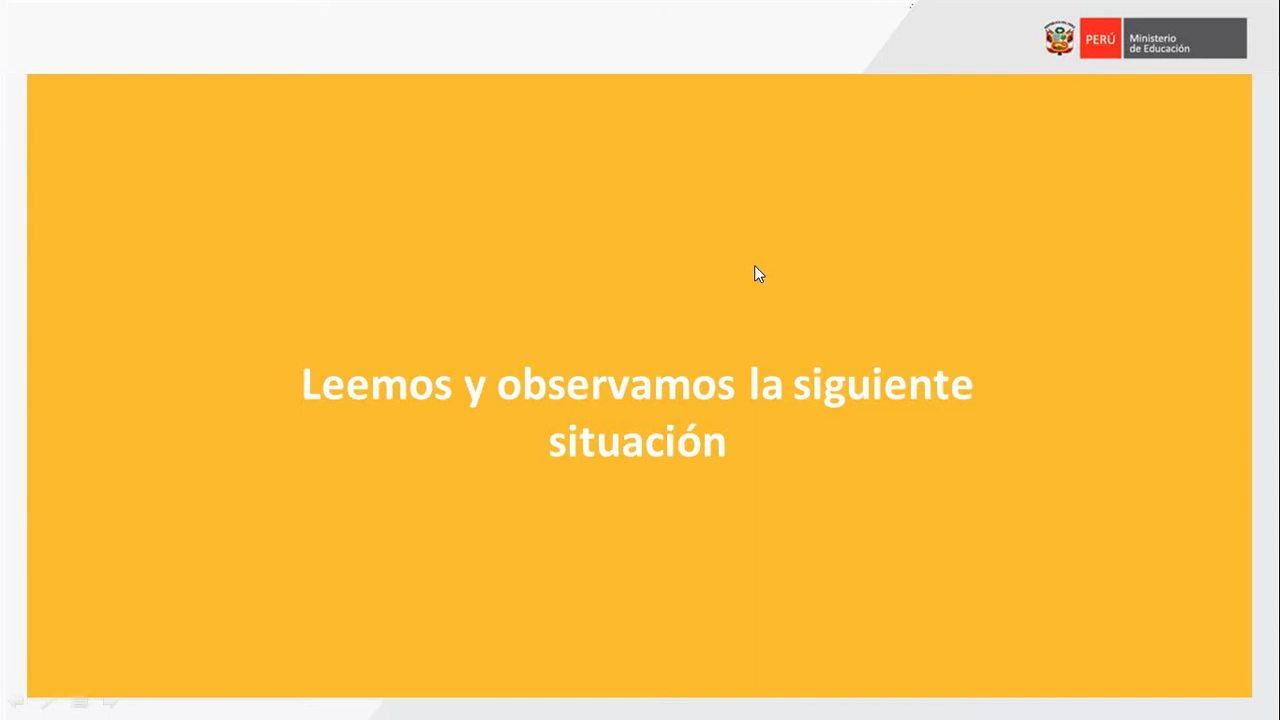 PERÚ
Ministerio
de Educación
Leemos y observamos la siguiente
situación